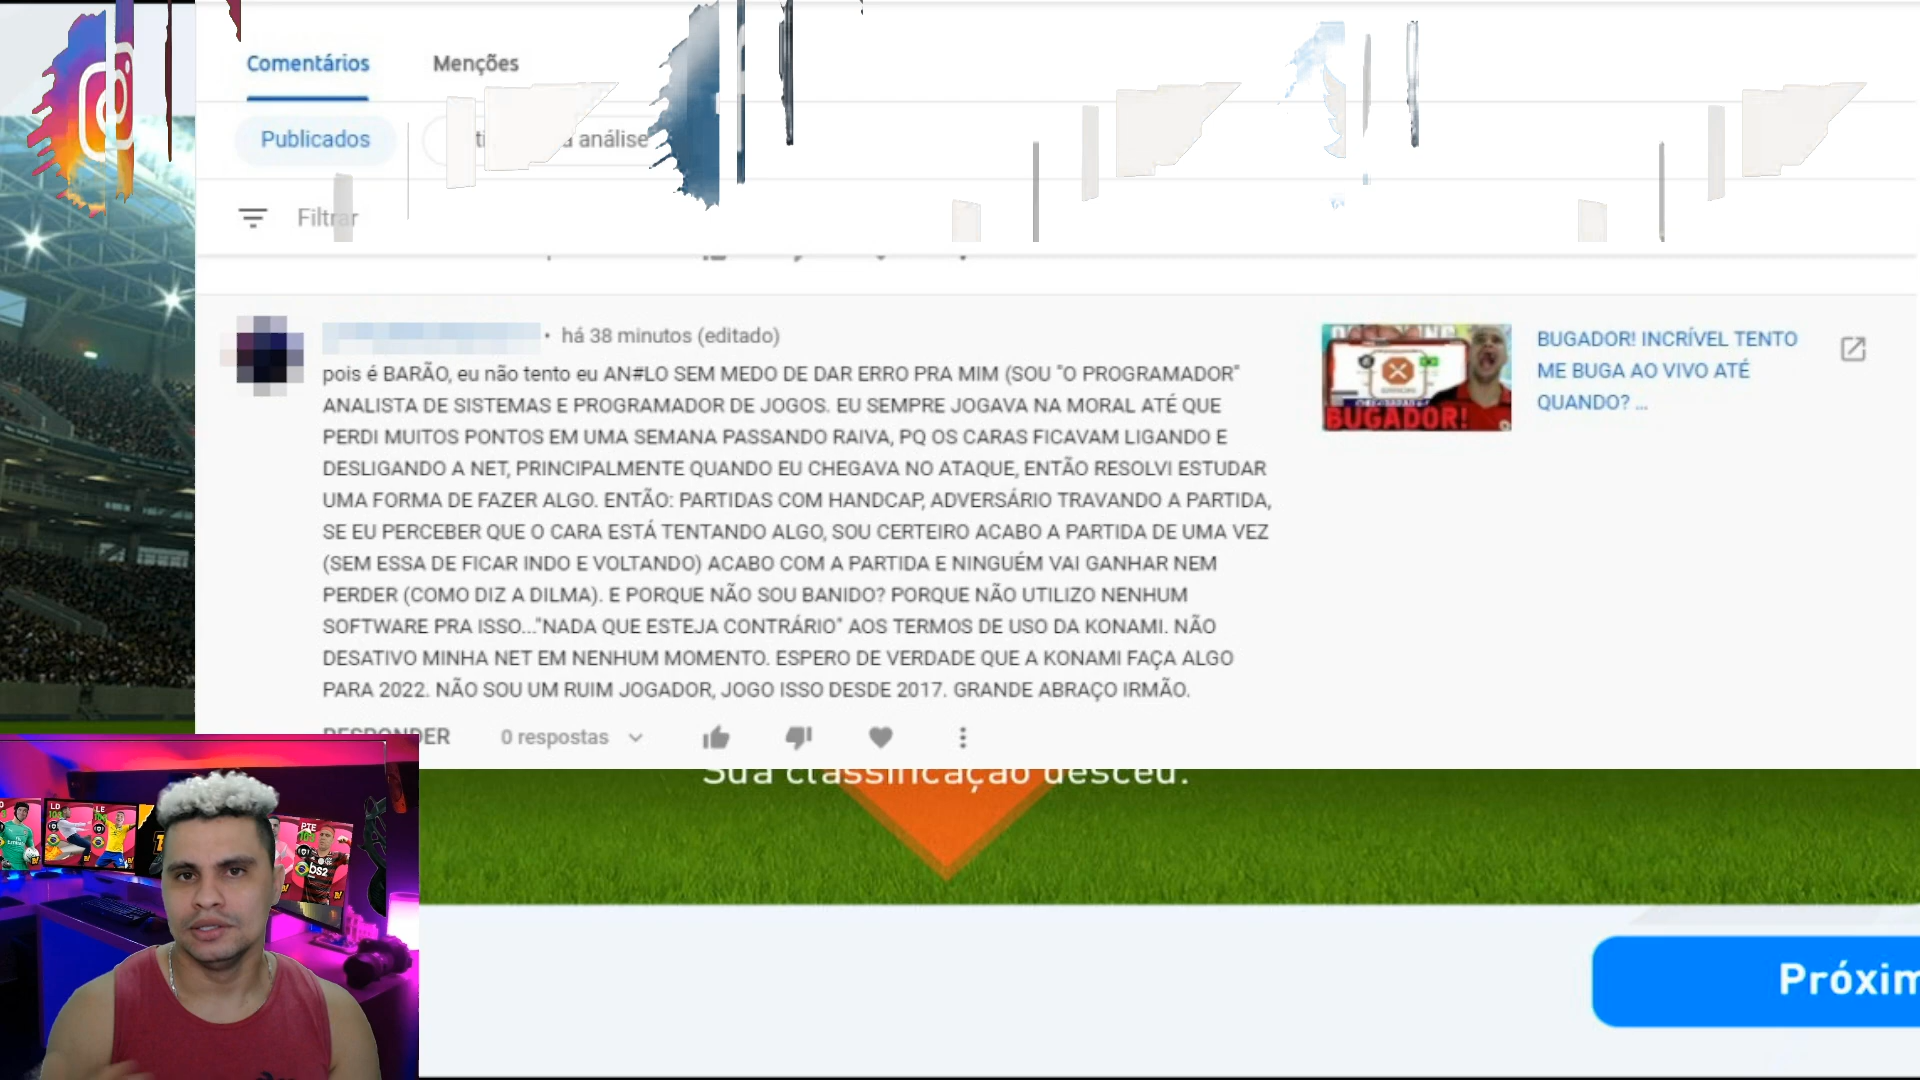 Comentários
Menções
Publicados
análise
Filtrar
• há 38 minutos (editado)
pois é BARÃO, eu não tento eu AN#LO SEM MEDO DE DAR ERRO PRA MIM (SOU "O PROGRAMADOR"
ANALISTA DE SISTEMAS E PROGRAMADOR DE JOGOS. EU SEMPRE JOGAVA NA MORAL ATÉ QUE
PERDI MUITOS PONTOS EM UMA SEMANA PASSANDO RAIVA, PQ OS CARAS FICAVAM LIGANDO E
DESLIGANDO A NET, PRINCIPALMENTE QUANDO EU CHEGAVA NO ATAQUE, ENTÃO RESOLVI ESTUDAR
UMA FORMA DE FAZER ALGO. ENTÃO: PARTIDAS COM HANDCAP, ADVERSÁRIO TRAVANDO A PARTIDA,
SE EU PERCEBER QUE O CARA ESTÁ TENTANDO ALGO, SOU CERTEIRO ACABO A PARTIDA DE UMA VEZ
(SEM ESSA DE FICAR INDO E VOLTANDO) ACABO COM A PARTIDA E NINGUÉM VAI GANHAR NEM
PERDER (COMO DIZ A DILMA). E PORQUE NÃO SOU BANIDO? PORQUE NÃO UTILIZO NENHUM
SOFTWARE PRA ISSO..."NADA QUE ESTEJA CONTRÁRIO" AOS TERMOS DE USO DA KONAMI. NÃO
DESATIVO MINHA NET EM NENHUM MOMENTO. ESPERO DE VERDADE QUE A KONAMI FAÇA ALGO
PARA 2022. NÃO SOU UM RUIM JOGADOR, JOGO ISSO DESDE 2017. GRANDE ABRAÇO IRMÃO.
BUGADOR! INCRÍVEL TENTO
ME BUGA AO VIVO ATÉ
QUANDO? ...
BUGADOR!
RESPONDER
0 respostas
Sua classificação desceu.
LD
LE
PTE
bs2
Próxim